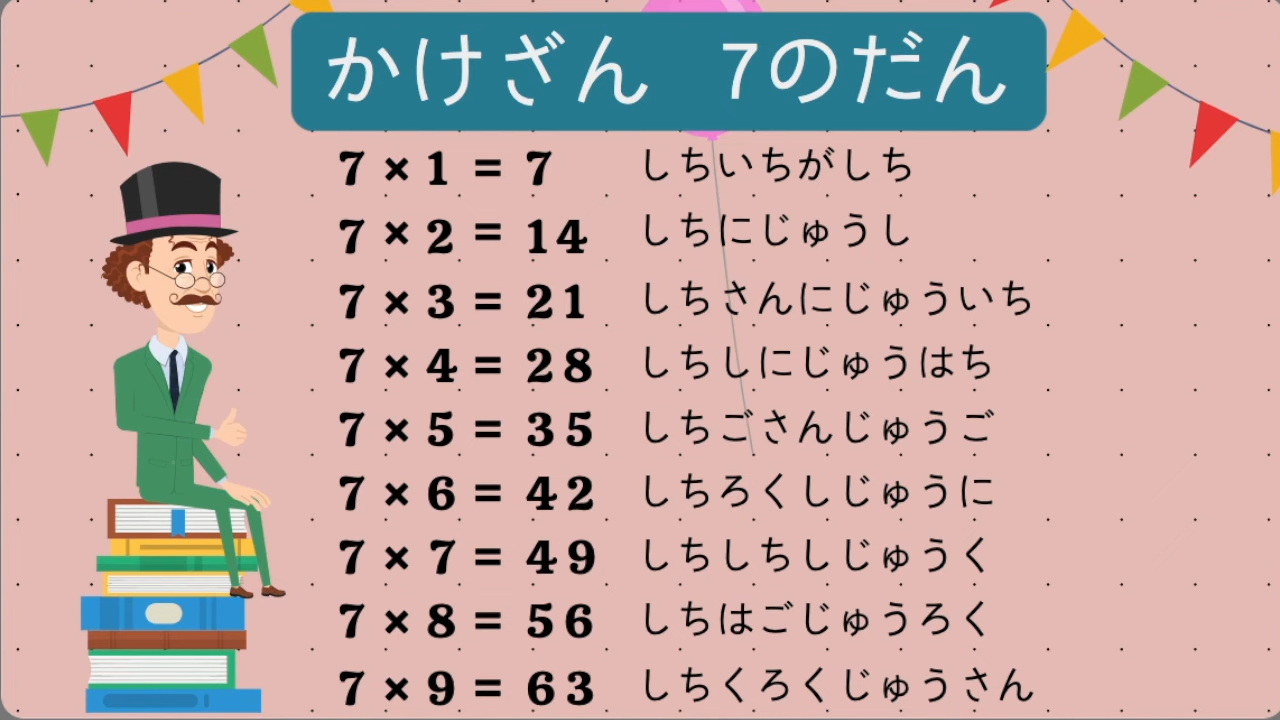 かけざん 7のだん
7 × 1 = 7 しちいちがしち
7 × 2 = 14 しちにじゅうし
7 × 3 = 21 しちさんにじゅういち
7 × 4 = 28 しちしにじゅうはち
7 × 5 = 35 しちごさんじゅうご
7 × 6 = 42 しちろくしじゅうに
7 × 7 = 49 しちしちしじゅうく
7 × 8 = 56 しちはごじゅうろく
7 × 9 = 63 しちくろくじゅうさん